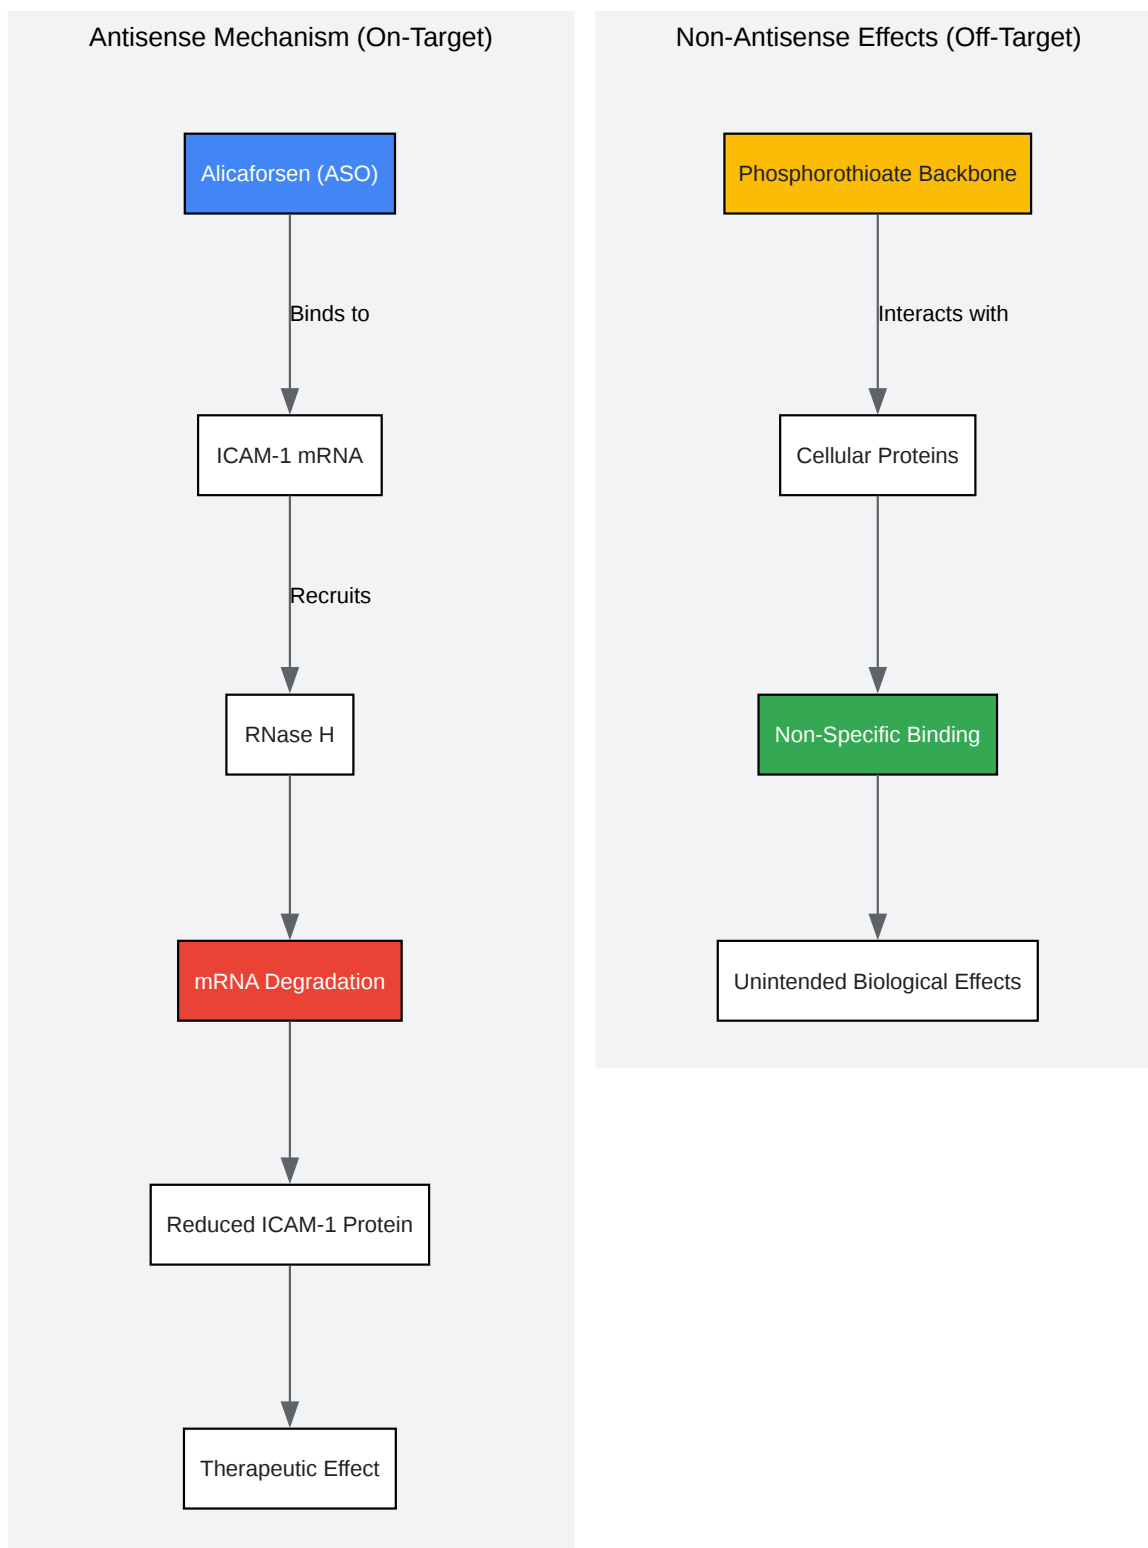 Antisense Mechanism (On-Target)
Alicaforsen (ASO)
Binds to
ICAM-1 mRNA
Recruits
RNase H
mRNA Degradation
Reduced ICAM-1 Protein
Therapeutic Effect
Non-Antisense Effects (Off-Target)
Phosphorothioate Backbone
Interacts with
Cellular Proteins
Non-Specific Binding
Unintended Biological Effects